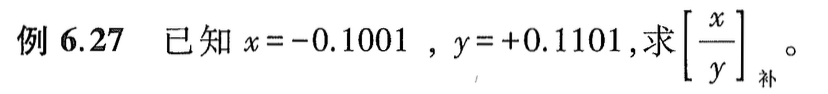 例 6.27 已知 x=-0.1001 , y=+0.1101,求[x/y]补。